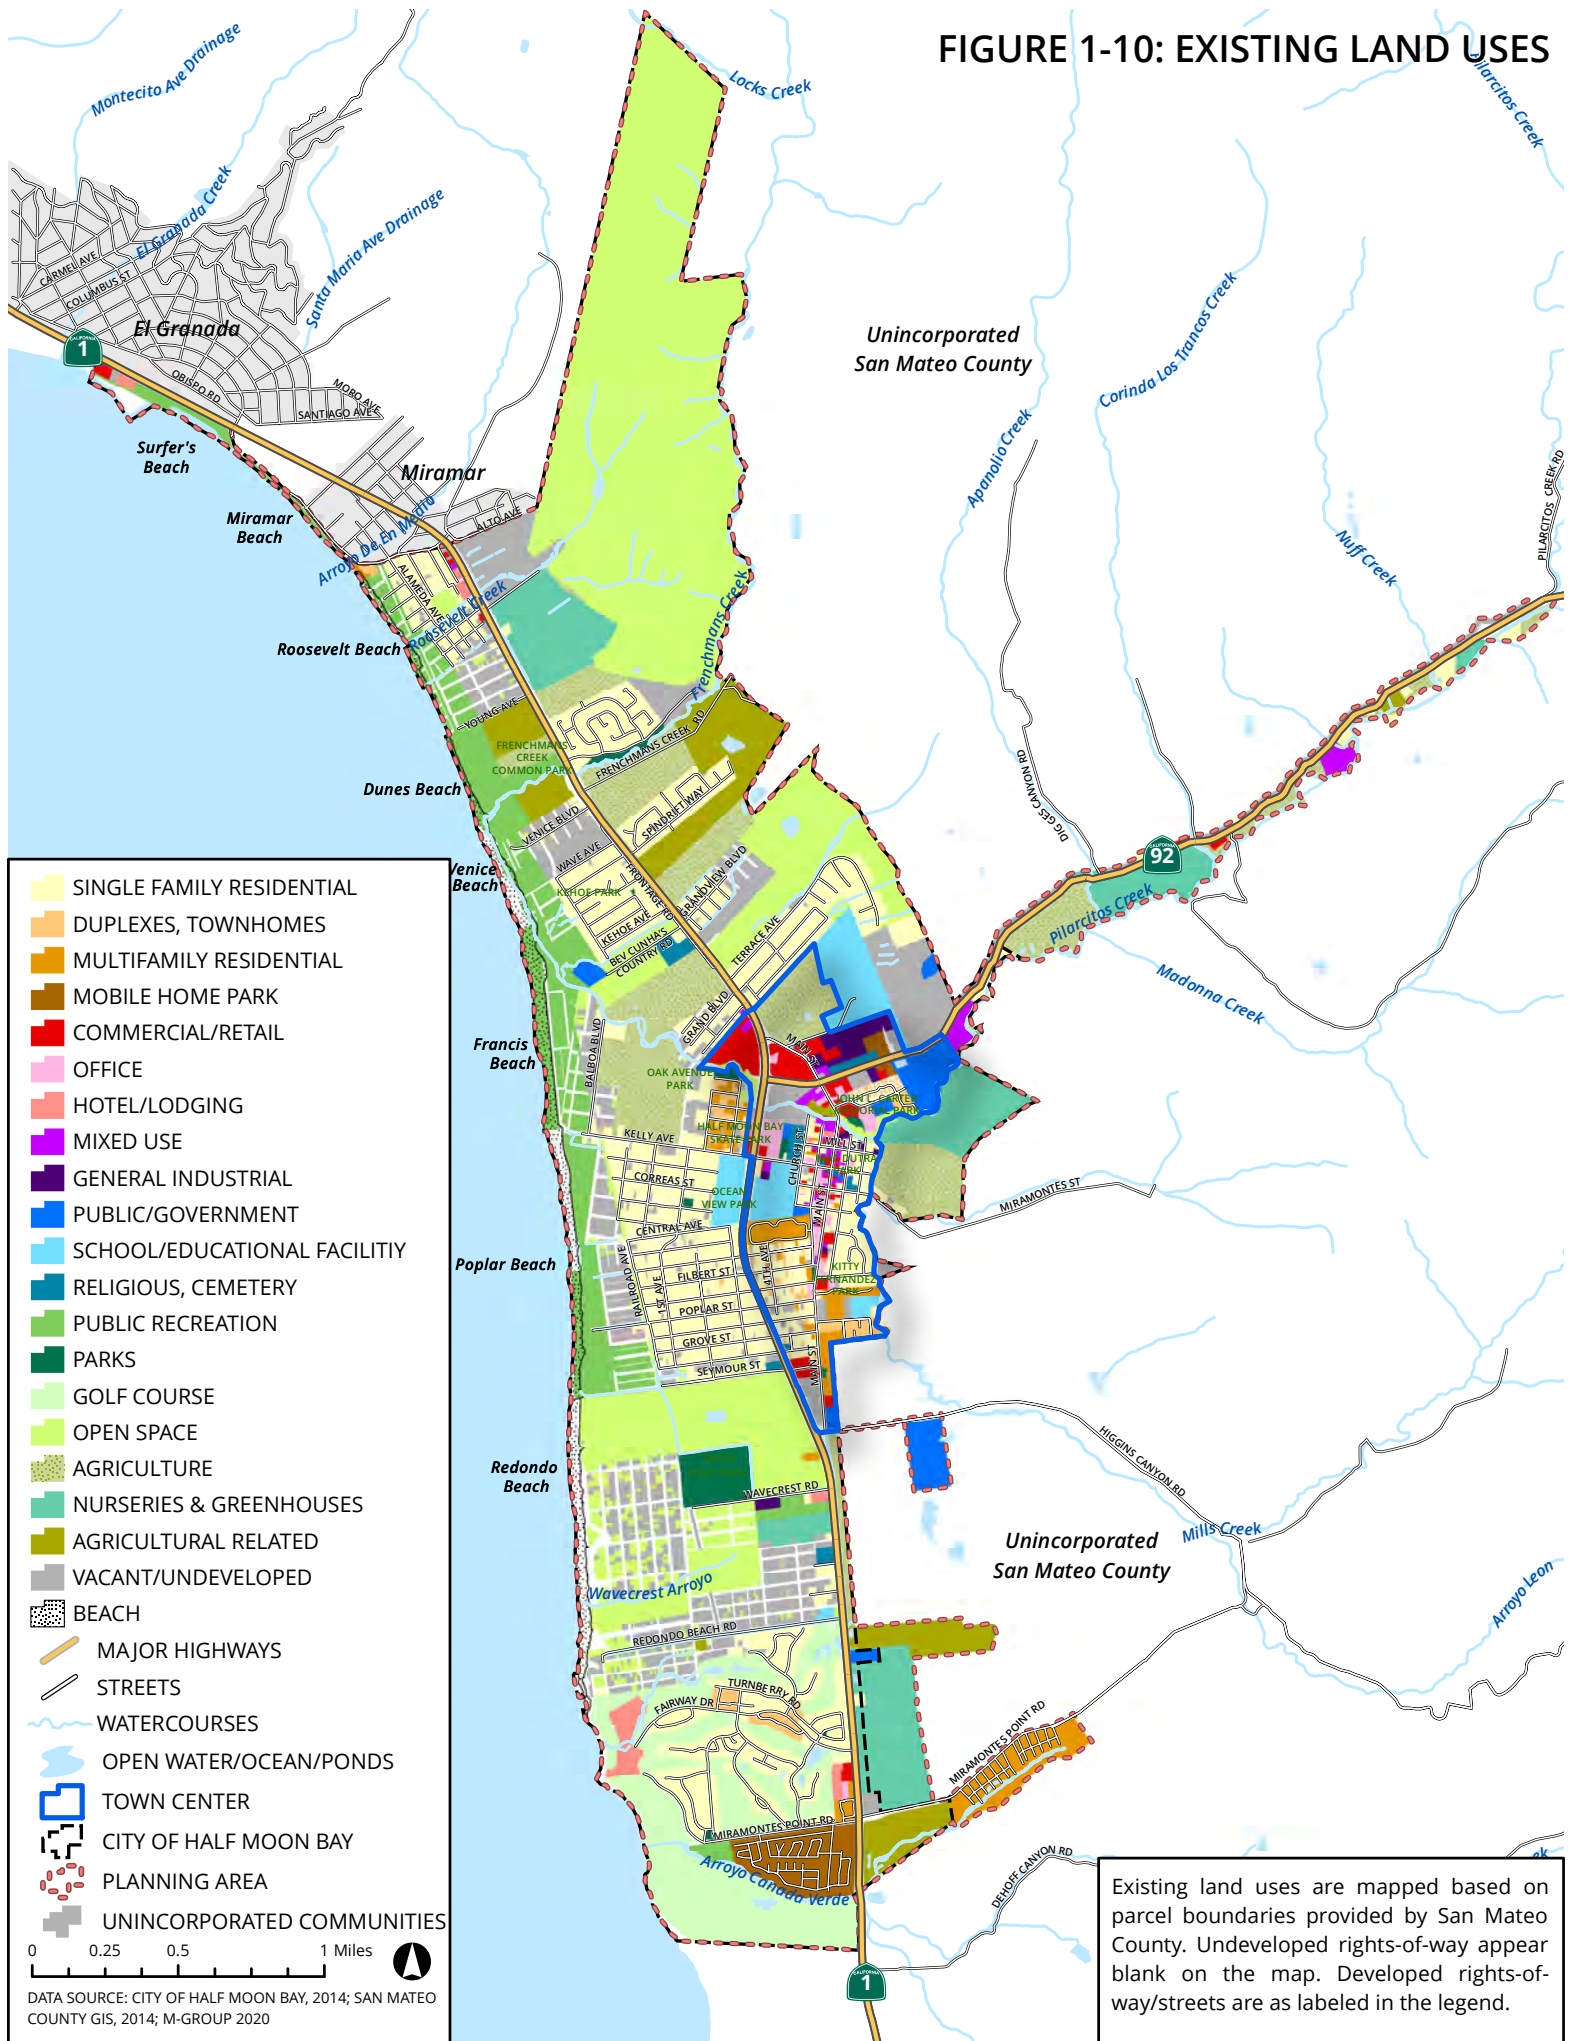 FIGURE 1-10: EXISTING LAND USES
Montecito Ave Drainage
Locks Creek
Pilarcitos Creek
El Granada Creek
Santa Maria Ave Drainage
CARMEL AVE
COLUMBUS ST
El Granada
CALIFORNIA
1
OBISPO RD
MORO AVE
SANTIAGO AVE
Unincorporated
San Mateo County
Corinda Los Trancos Creek
Apanolio Creek
Surfer's
Beach
Miramar
Miramar
Beach
ALTO AVE
Arroyo De En Media
ALAMEDA AVE
Roosevelt Creek
Roosevelt Beach
Frenchmans Creek
Nuff Creek
PILARCITOS CREEK RD
YOUNG AVE
FRENCHMANS
CREEK
COMMON PARK
FRENCHMANS CREEK RD
Dunes Beach
VENICE BLVD
SPINDRIFT WAY
WAVE AVE
FRONTAGE RD
GRANDVIEW BLVD
DIGGES CANYON RD
CALIFORNIA
92
Venice
Beach
KEHOE PARK
KEHOE AVE
BEV CUNHA'S
COUNTRY RD
TERRACE AVE
Pilarcitos Creek
Madonna Creek
GRAND BLVD
BALBOA BLVD
Francis
Beach
MAIN ST
OAK AVENUE
PARK
JOHN L. CARTER
MEMORIAL PARK
HALF MOON BAY
SKATE PARK
KELLY AVE
CHURCH ST
MILL ST
DUTRA
PARK
CORREAS ST
OCEAN
VIEW PARK
MAIN ST
MIRAMONTES ST
CENTRAL AVE
Poplar Beach
RAILROAD AVE
1ST AVE
FILBERT ST
4TH AVE
KITTY
FERNANDEZ
PARK
POPLAR ST
GROVE ST
SEYMOUR ST
MAIN ST
HIGGINS CANYON RD
Redondo
Beach
WAVECREST RD
Unincorporated
San Mateo County
Mills Creek
Arroyo Leon
Wavecrest Arroyo
REDONDO BEACH RD
TURNBERRY RD
FAIRWAY DR
MIRAMONTES POINT RD
MIRAMONTES POINT RD
Arroyo Canada Verde
DEHOFF CANYON RD
ek
CALIFORNIA
1
SINGLE FAMILY RESIDENTIAL
DUPLEXES, TOWNHOMES
MULTIFAMILY RESIDENTIAL
MOBILE HOME PARK
COMMERCIAL/RETAIL
OFFICE
HOTEL/LODGING
MIXED USE
GENERAL INDUSTRIAL
PUBLIC/GOVERNMENT
SCHOOL/EDUCATIONAL FACILITIY
RELIGIOUS, CEMETERY
PUBLIC RECREATION
PARKS
GOLF COURSE
OPEN SPACE
AGRICULTURE
NURSERIES & GREENHOUSES
AGRICULTURAL RELATED
VACANT/UNDEVELOPED
BEACH
MAJOR HIGHWAYS
STREETS
WATERCOURSES
OPEN WATER/OCEAN/PONDS
TOWN CENTER
CITY OF HALF MOON BAY
PLANNING AREA
UNINCORPORATED COMMUNITIES
0 0.25 0.5 1 Miles
DATA SOURCE: CITY OF HALF MOON BAY, 2014; SAN MATEO
COUNTY GIS, 2014; M-GROUP 2020
Existing land uses are mapped based on
parcel boundaries provided by San Mateo
County. Undeveloped rights-of-way appear
blank on the map. Developed rights-of-
way/streets are as labeled in the legend.